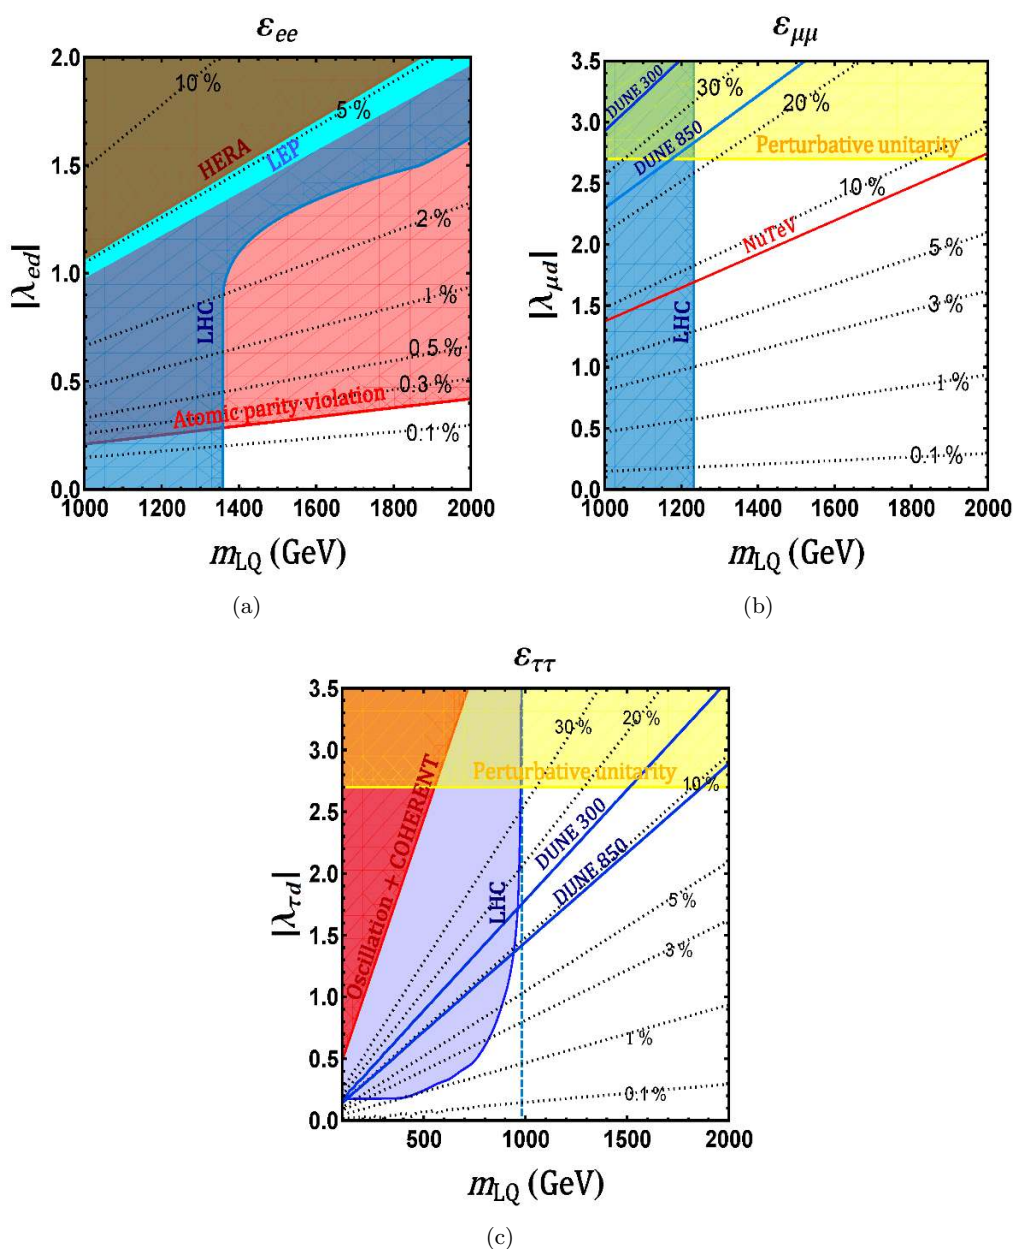 ε_ee
2.0
1.5
1.0
0.5
0.0
|λ_ed|
10 %
5 %
HERA
LEP
2 %
1 %
LHC
0.5 %
0.3 %
Atomic parity violation
0.1 %
1000 1200 1400 1600 1800 2000
m_LQ (GeV)
(a)
ε_μμ
3.5
3.0
2.5
2.0
1.5
1.0
0.5
0.0
|λ_μd|
DUNE 300
30 %
20 %
DUNE 850
Perturbative unitarity
10 %
NuTeV
5 %
LHC
3 %
1 %
0.1 %
1000 1200 1400 1600 1800 2000
m_LQ (GeV)
(b)
ε_ττ
3.5
3.0
2.5
2.0
1.5
1.0
0.5
0.0
|λ_τd|
30 %
20 %
Perturbative unitarity
10 %
Oscillation + COHERENT
DUNE 300
DUNE 850
LHC
5 %
3 %
1 %
0.1 %
500 1000 1500 2000
m_LQ (GeV)
(c)